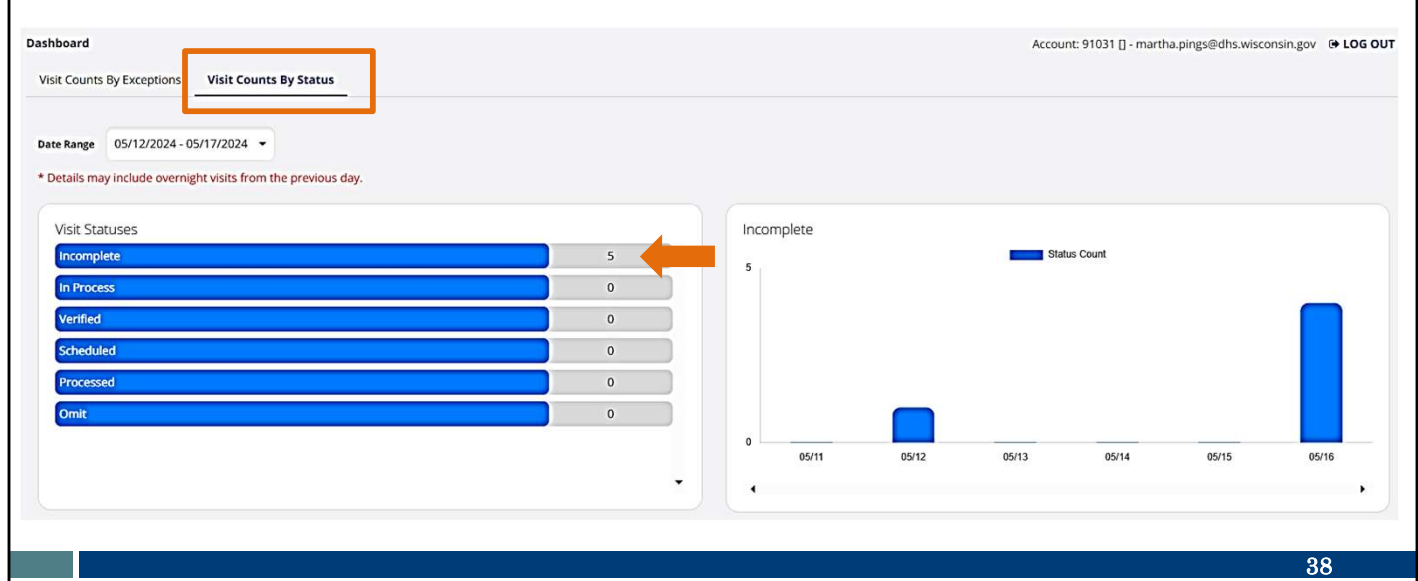 Dashboard
Account: 91031 [] - martha.pings@dhs.wisconsin.gov LOG OUT
Visit Counts By Exceptions Visit Counts By Status
Date Range 05/12/2024 - 05/17/2024
* Details may include overnight visits from the previous day.
Visit Statuses
Incomplete 5
In Process 0
Verified 0
Scheduled 0
Processed 0
Omit 0
Incomplete
Status Count
5
0
05/11 05/12 05/13 05/14 05/15 05/16
38